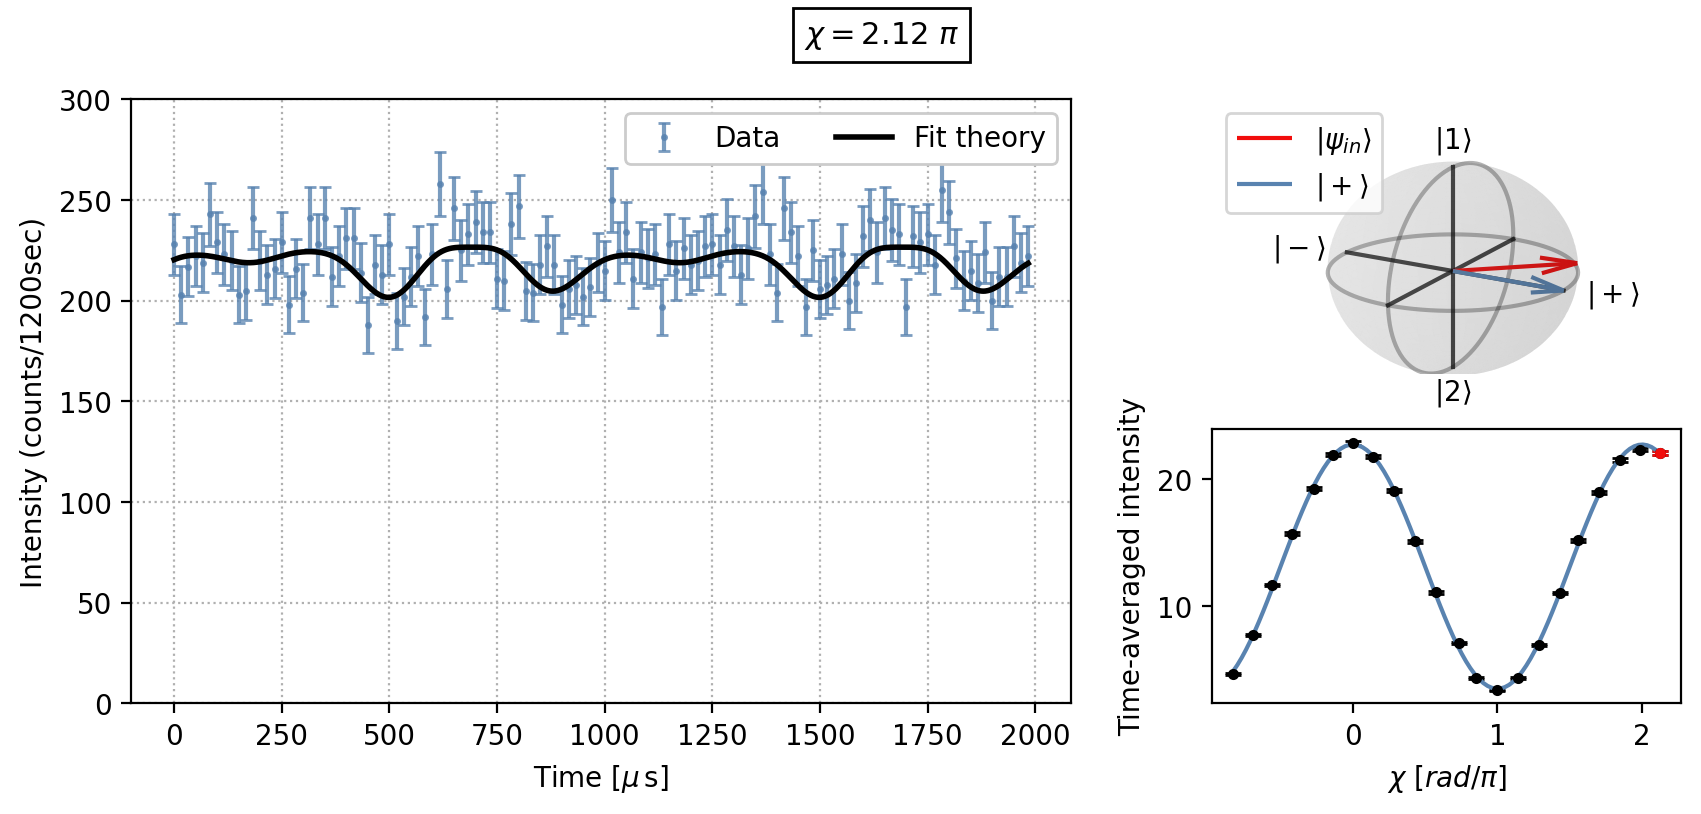 χ = 2.12 π
Intensity (counts/1200sec)
300
250
200
150
100
50
0
Data
Fit theory
0 250 500 750 1000 1250 1500 1750 2000
Time [μ s]
|ψ_in⟩
|+⟩
|1⟩
|−⟩
|+⟩
|2⟩
Time-averaged intensity
20
10
0 1 2
χ [rad/π]